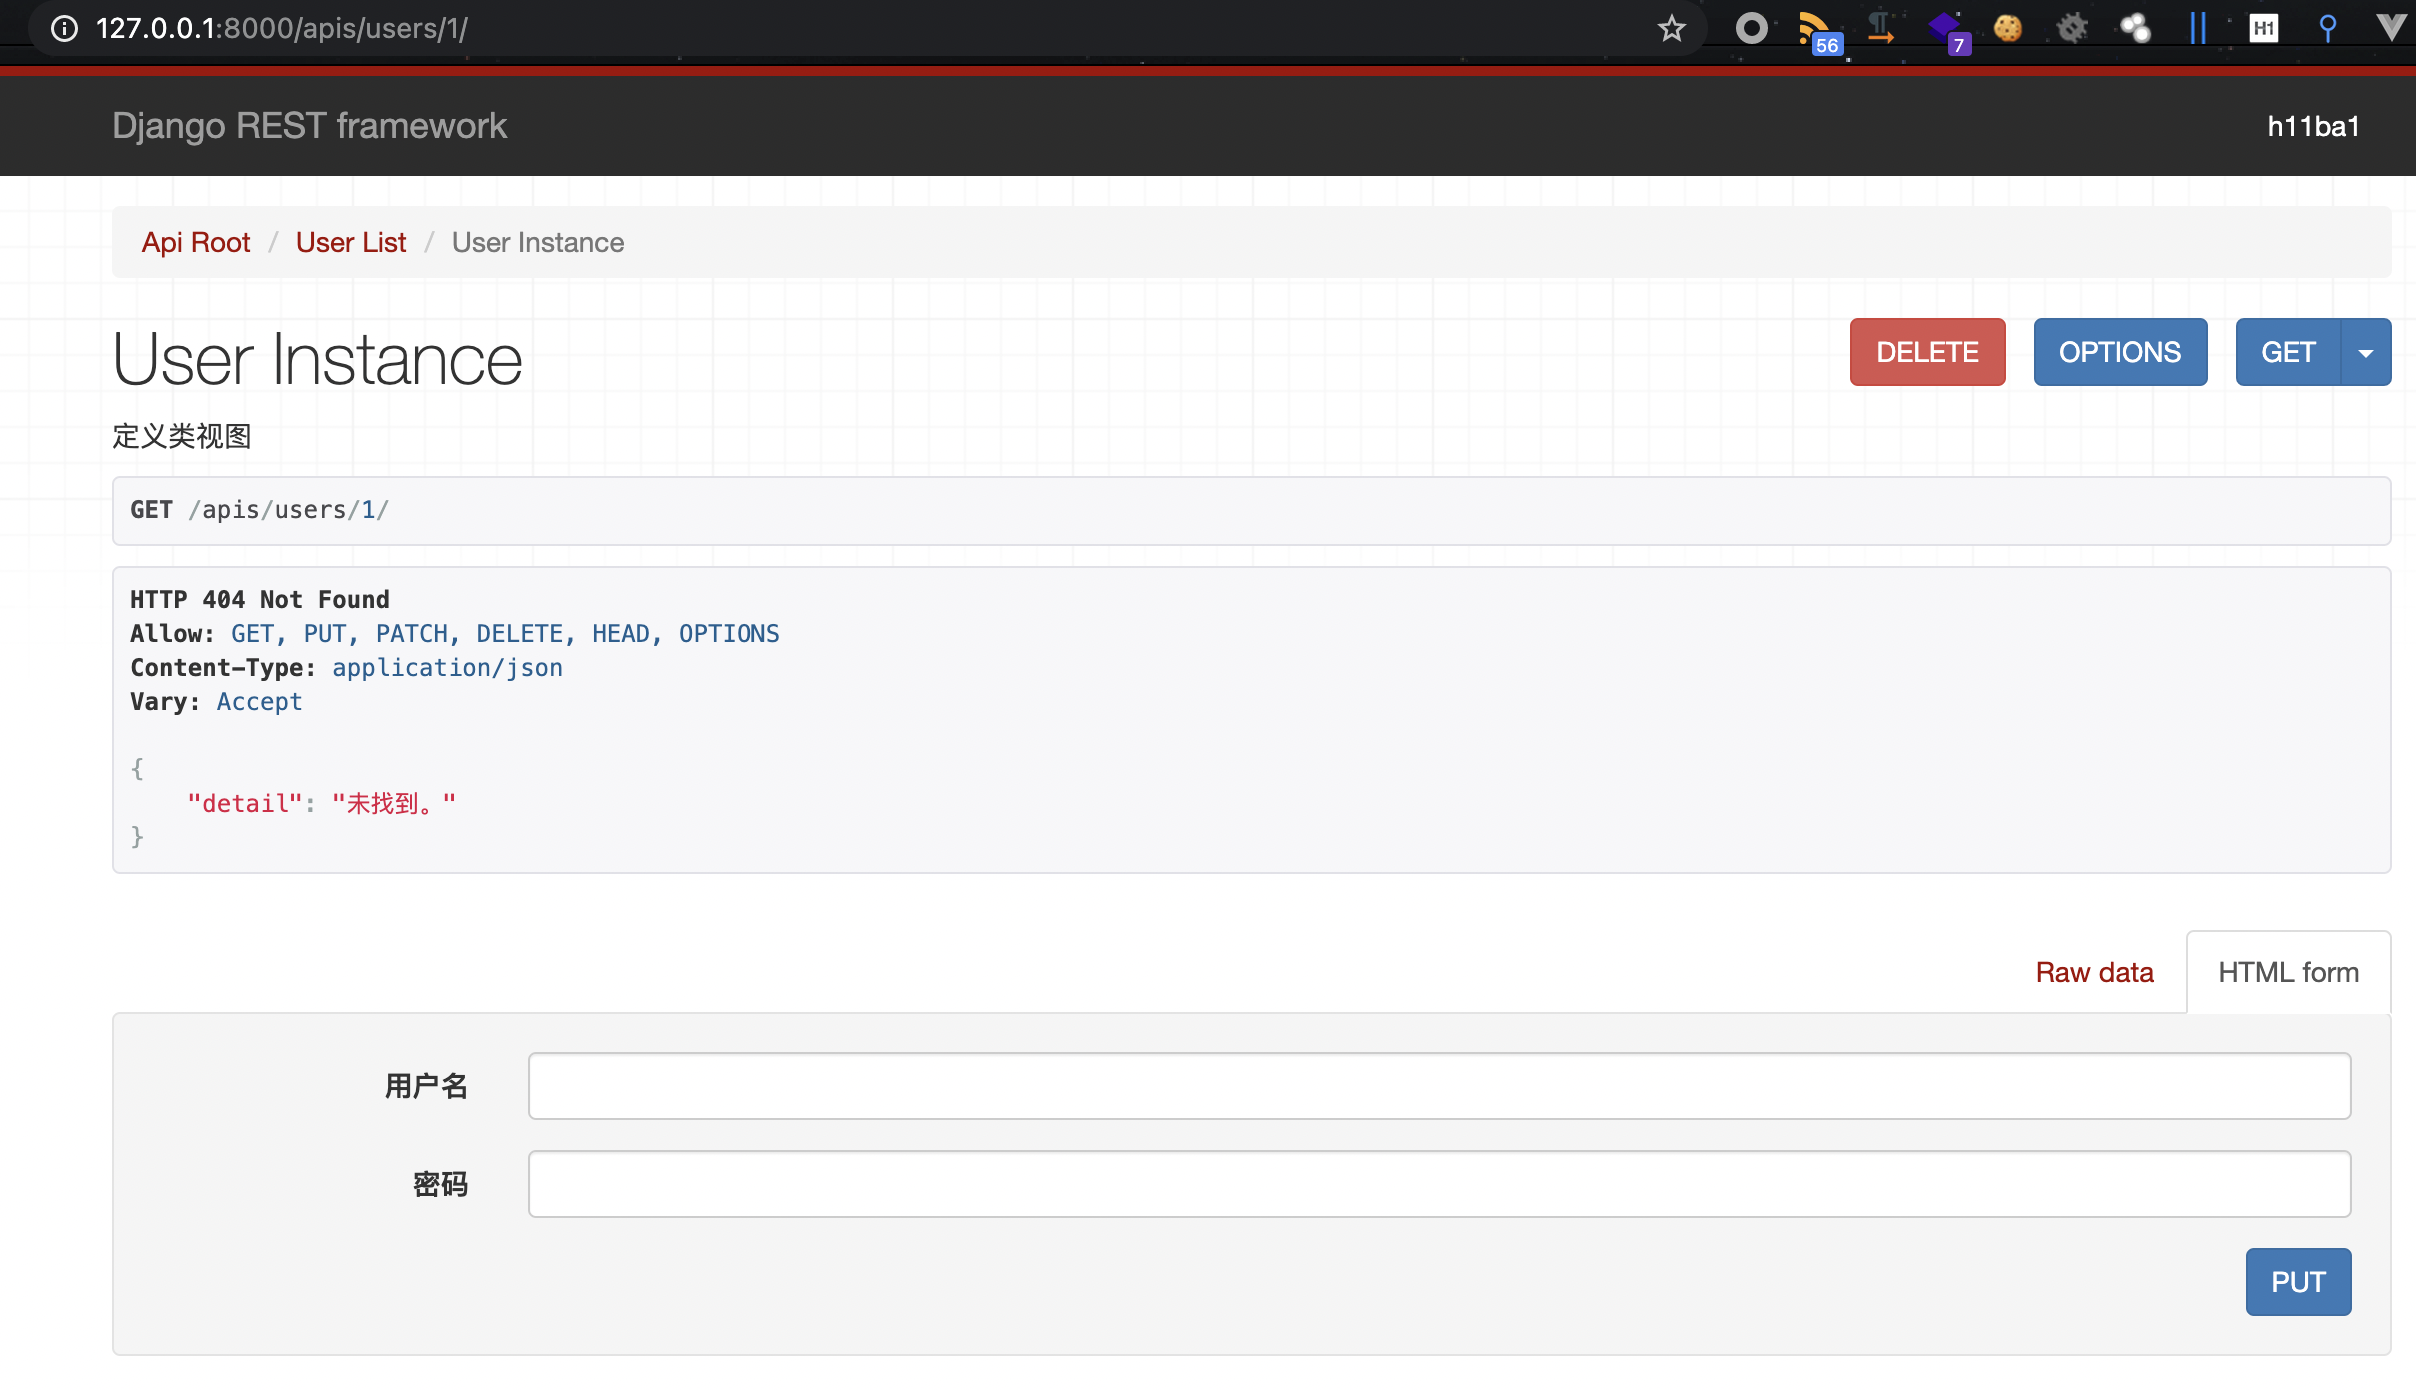 127.0.0.1:8000/apis/users/1/
56
7
H1
Django REST framework
h11ba1
Api Root / User List / User Instance
User Instance
DELETE
OPTIONS
GET
定义类视图
GET /apis/users/1/
HTTP 404 Not Found
Allow: GET, PUT, PATCH, DELETE, HEAD, OPTIONS
Content-Type: application/json
Vary: Accept
{
"detail": "未找到。"
}
Raw data
HTML form
用户名
密码
PUT